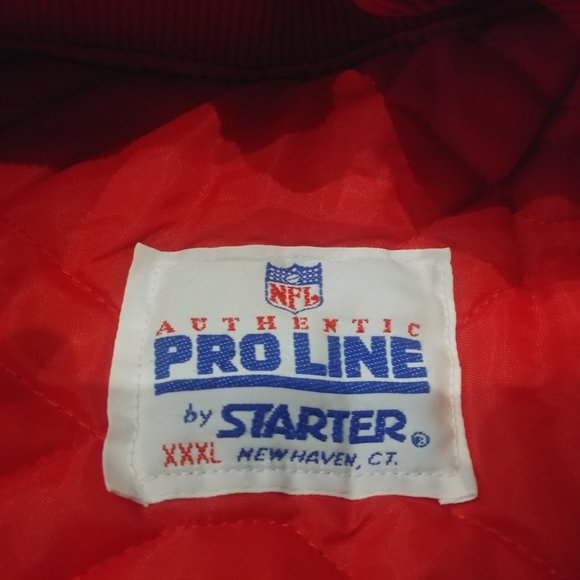 NFL
AUTHENTIC
PRO LINE
by STARTER®
XXXL NEW HAVEN, CT.